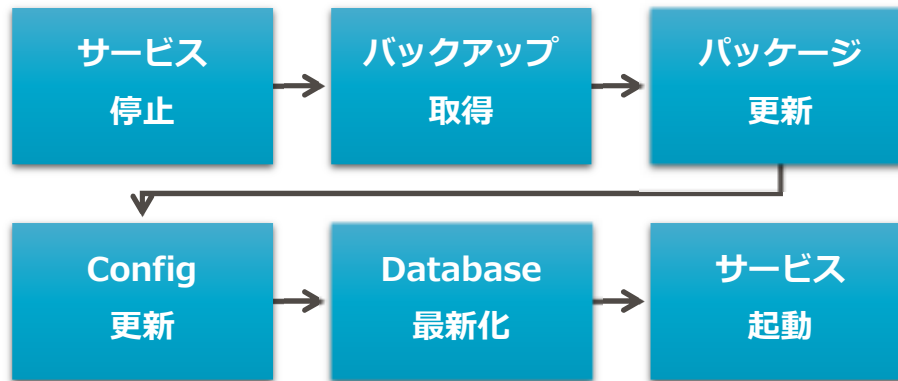 サービス
停止
バックアップ
取得
パッケージ
更新
Config
更新
Database
最新化
サービス
起動